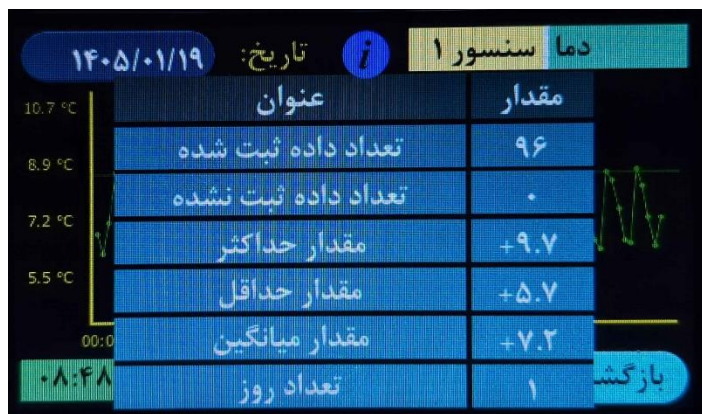 دما سنسور ۱ تاریخ: ۱۴۰۵/۰۱/۱۹
مقدار عنوان
۹۶ تعداد داده ثبت شده
۰ تعداد داده ثبت نشده
+۹.۷ مقدار حداکثر
+۵.۷ مقدار حداقل
+۷.۲ مقدار میانگین
۱ تعداد روز
10.7 °C
8.9 °C
7.2 °C
5.5 °C
۰۸:۴۸